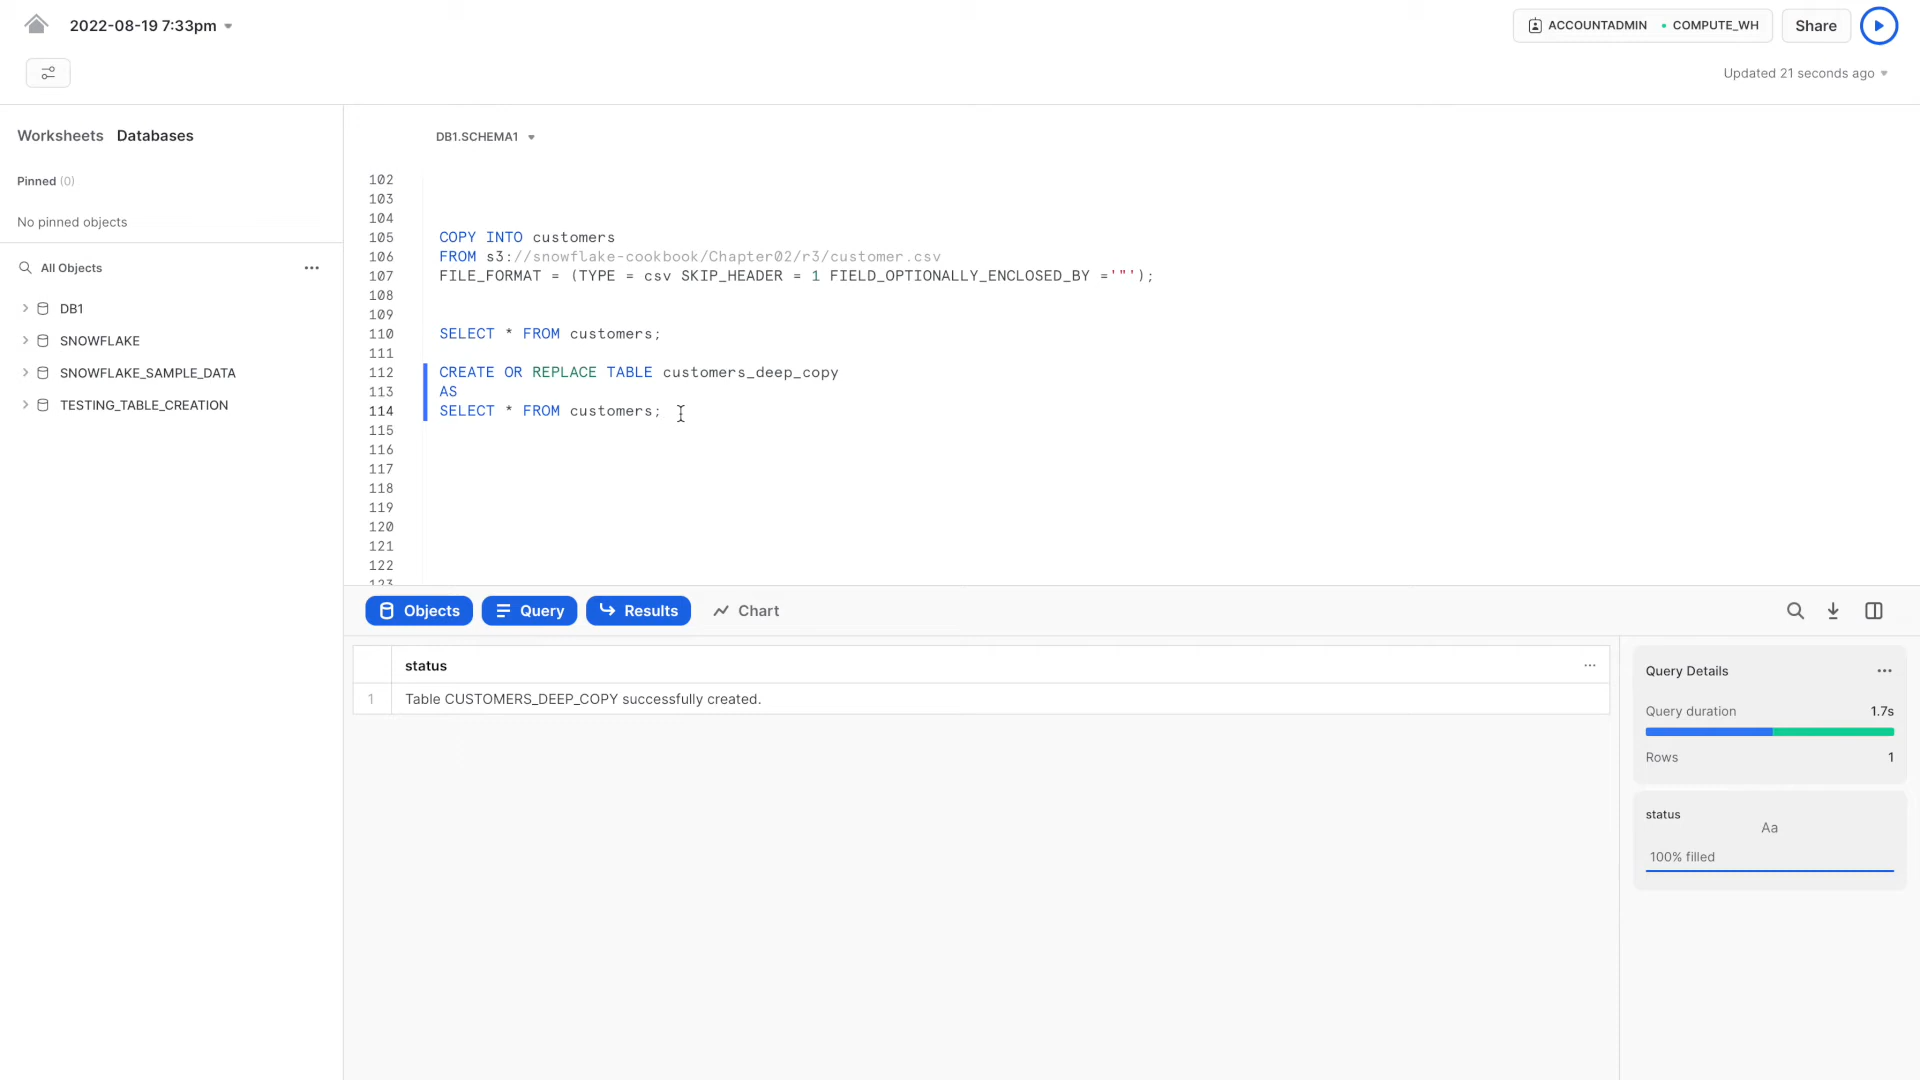 2022-08-19 7:33pm
ACCOUNTADMIN COMPUTE_WH
Share
Updated 21 seconds ago
Worksheets Databases
Pinned (0)
No pinned objects
All Objects
DB1
SNOWFLAKE
SNOWFLAKE_SAMPLE_DATA
TESTING_TABLE_CREATION
DB1.SCHEMA1
102
103
104
105 COPY INTO customers
106 FROM s3://snowflake-cookbook/Chapter02/r3/customer.csv
107 FILE_FORMAT = (TYPE = csv SKIP_HEADER = 1 FIELD_OPTIONALLY_ENCLOSED_BY ='"');
108
109
110 SELECT * FROM customers;
111
112 CREATE OR REPLACE TABLE customers_deep_copy
113 AS
114 SELECT * FROM customers;
115
116
117
118
119
120
121
122
123
Objects Query Results Chart
status
1 Table CUSTOMERS_DEEP_COPY successfully created.
Query Details
Query duration 1.7s
Rows 1
status
Aa
100% filled